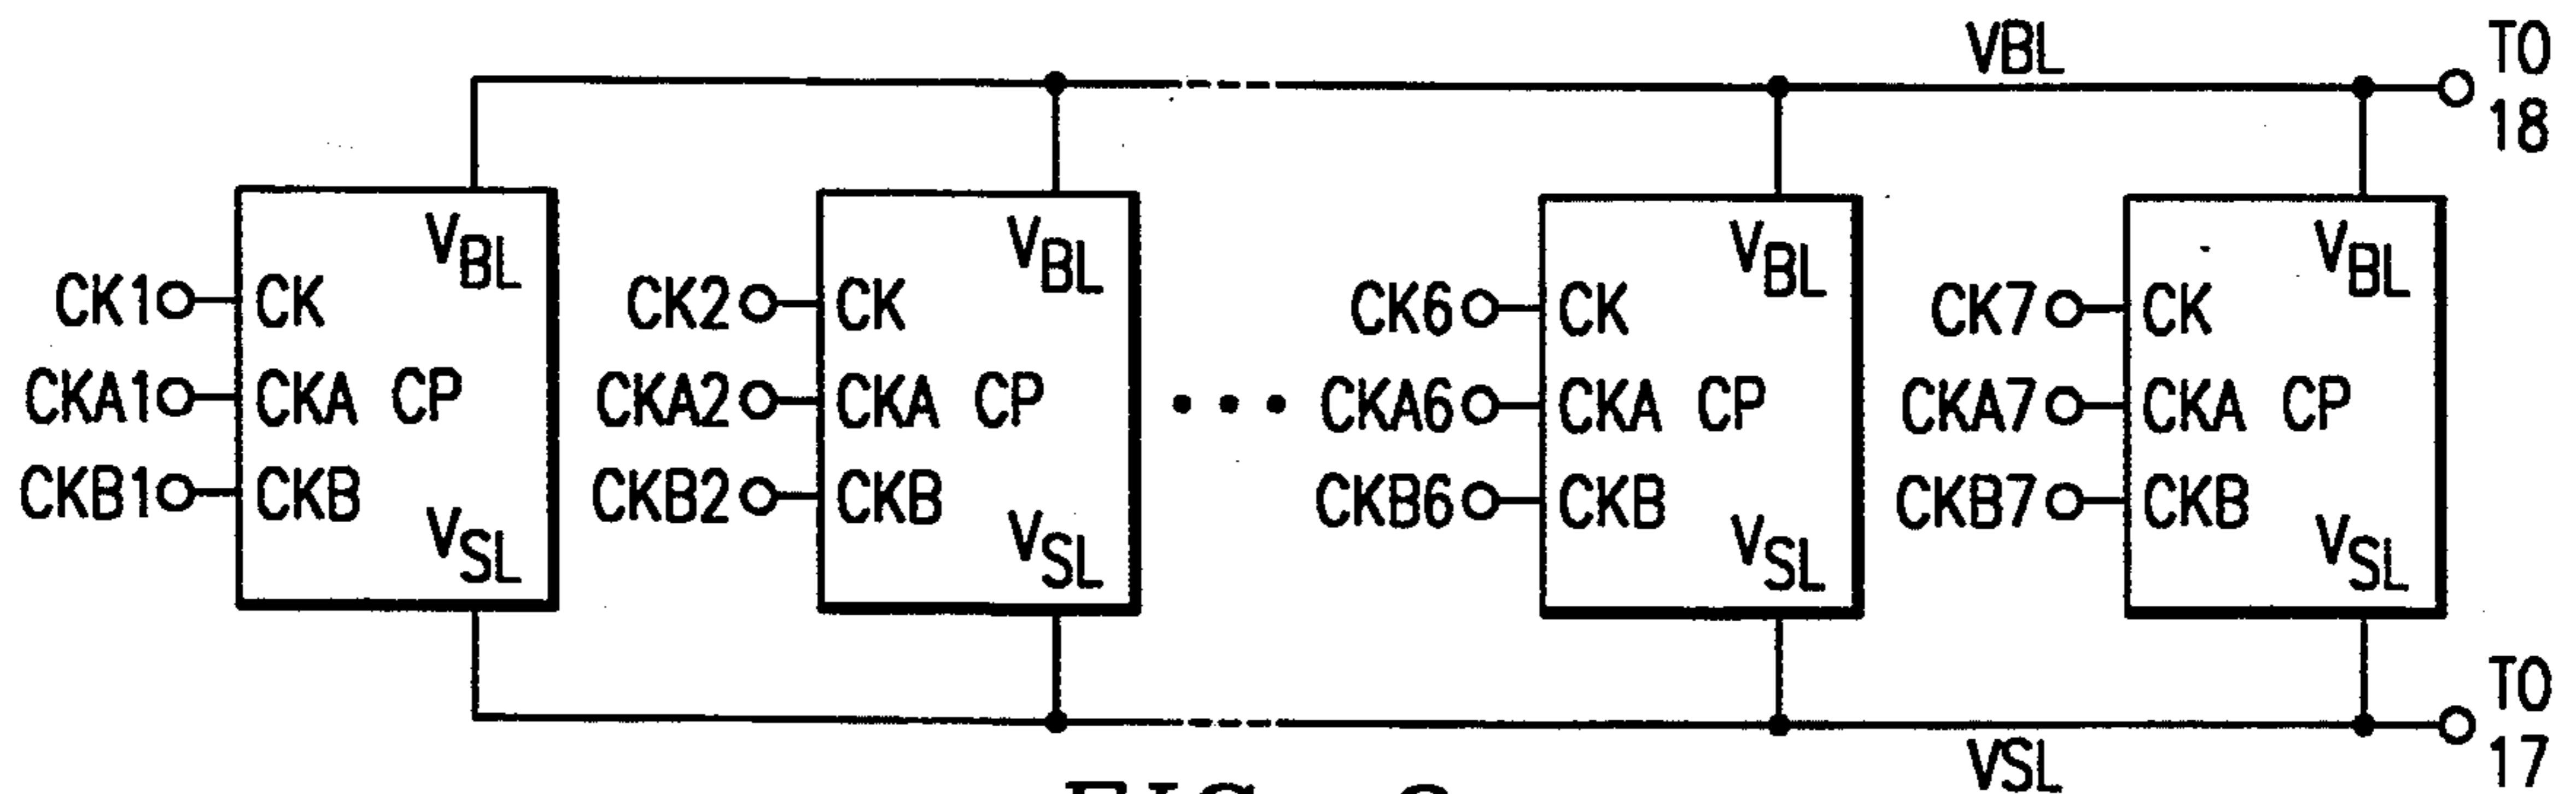 VBL
TO
18
VBL
CK1 CK
CKA1 CKA CP
CKB1 CKB
VSL
VBL
CK2 CK
CKA2 CKA CP
CKB2 CKB
VSL
VBL
CK6 CK
CKA6 CKA CP
CKB6 CKB
VSL
VBL
CK7 CK
CKA7 CKA CP
CKB7 CKB
VSL
VSL
TO
17
FIG.